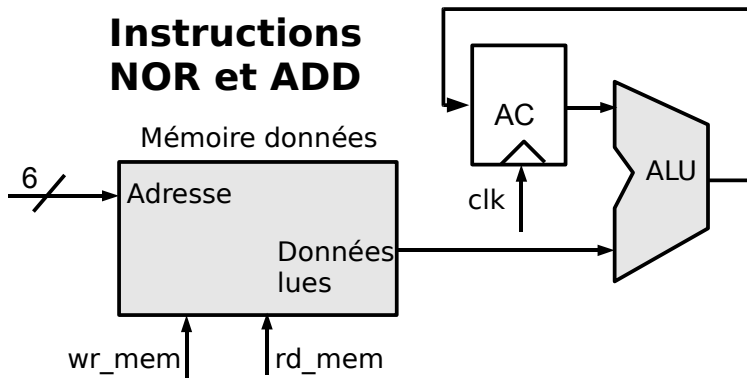 Instructions
NOR et ADD
AC
Mémoire données
ALU
6
Adresse
clk
Données
lues
wr_mem
rd_mem